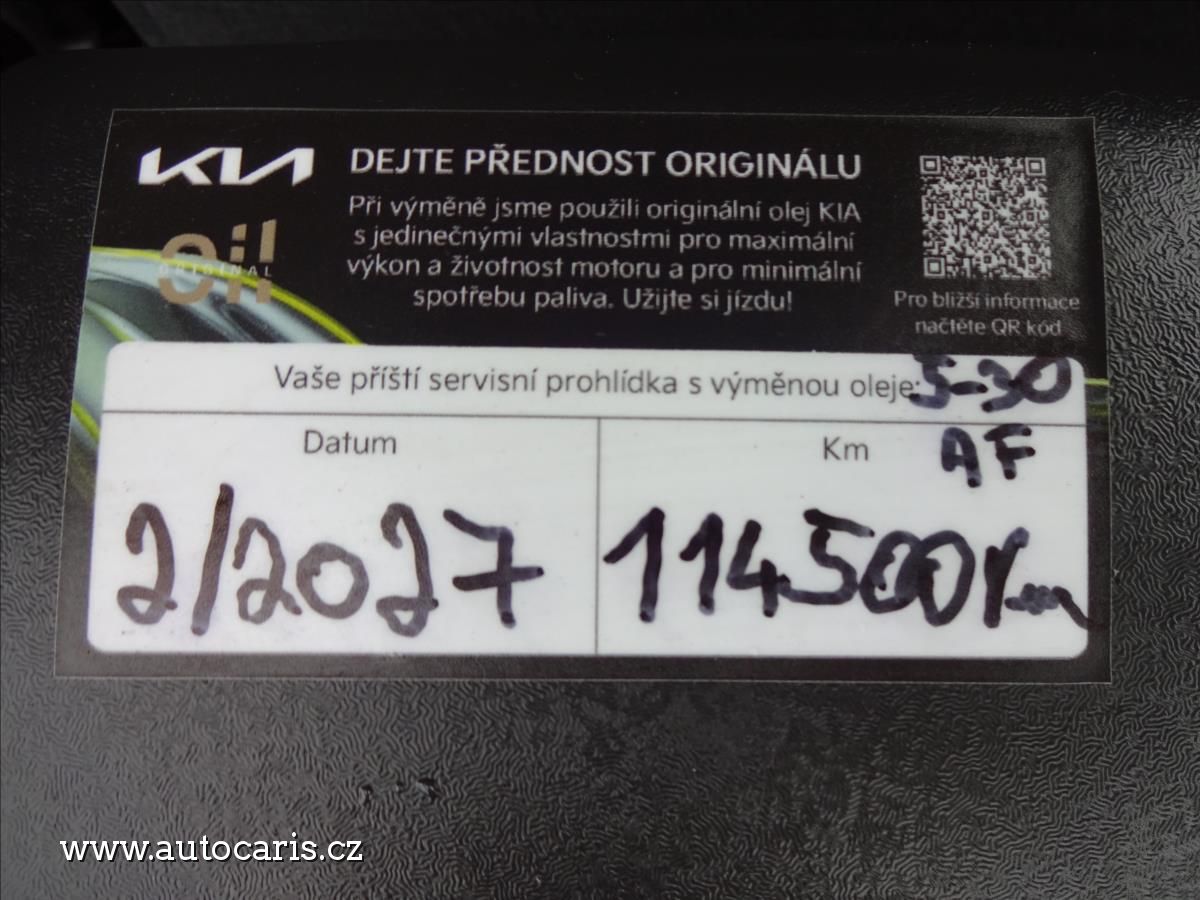 KIA
DEJTE PŘEDNOST ORIGINÁLU
Při výměně jsme použili originální olej KIA
s jedinečnými vlastnostmi pro maximální
výkon a životnost motoru a pro minimální
spotřebu paliva. Užijte si jízdu!
oil
ORIGINAL
Pro bližší informace
načtěte QR kód
Vaše příští servisní prohlídka s výměnou oleje: 5-30
AF
Datum
Km
2/2027
114500 Km
www.autocaris.cz